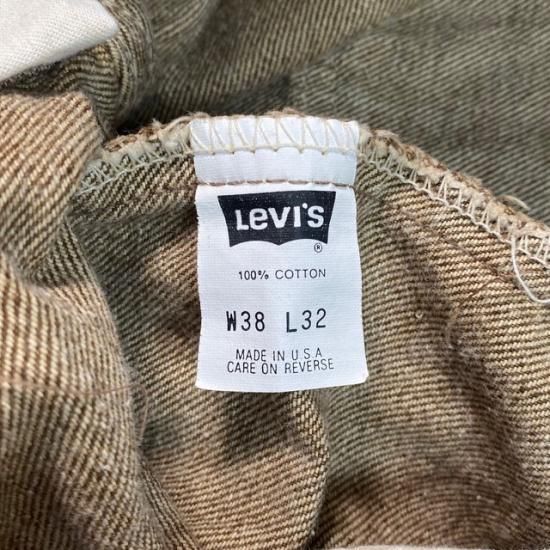 Levi's
®
100% COTTON
W38 L32
MADE IN U.S.A
CARE ON REVERSE